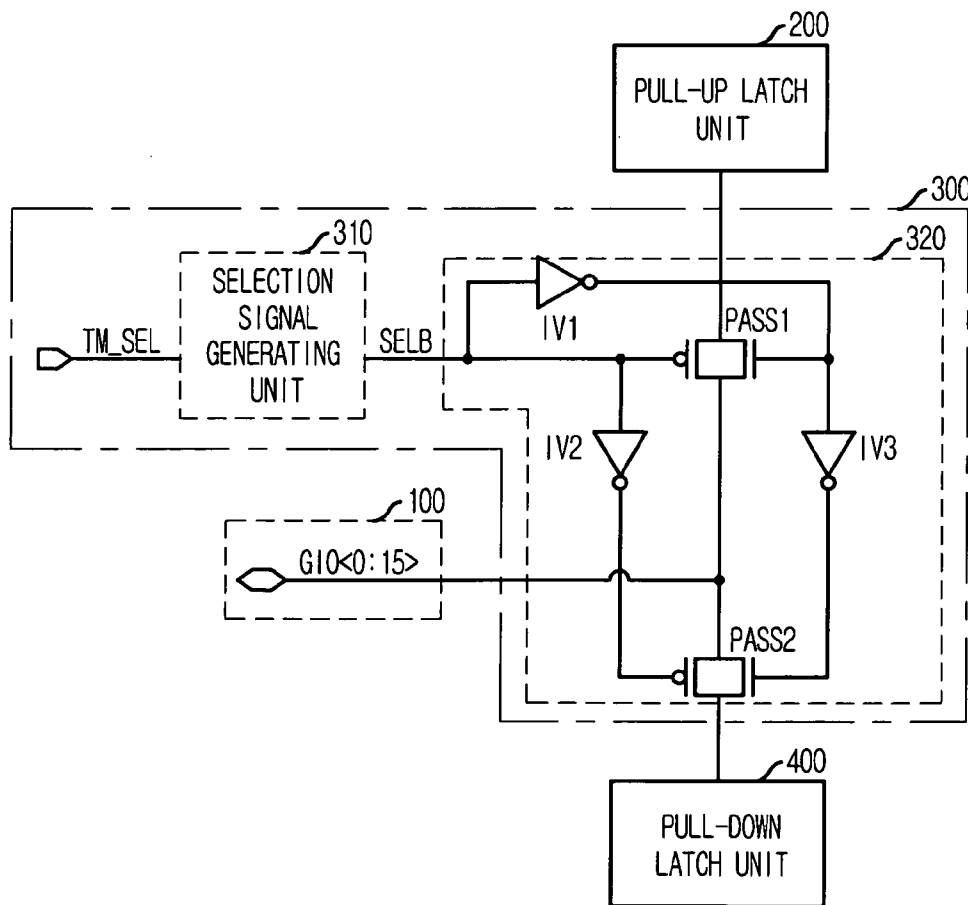 200
PULL-UP LATCH
UNIT
300
310
320
SELECTION
SIGNAL
GENERATING
UNIT
TM_SEL
SELB
IV1
PASS1
IV2
IV3
100
GIO<0:15>
PASS2
400
PULL-DOWN
LATCH UNIT